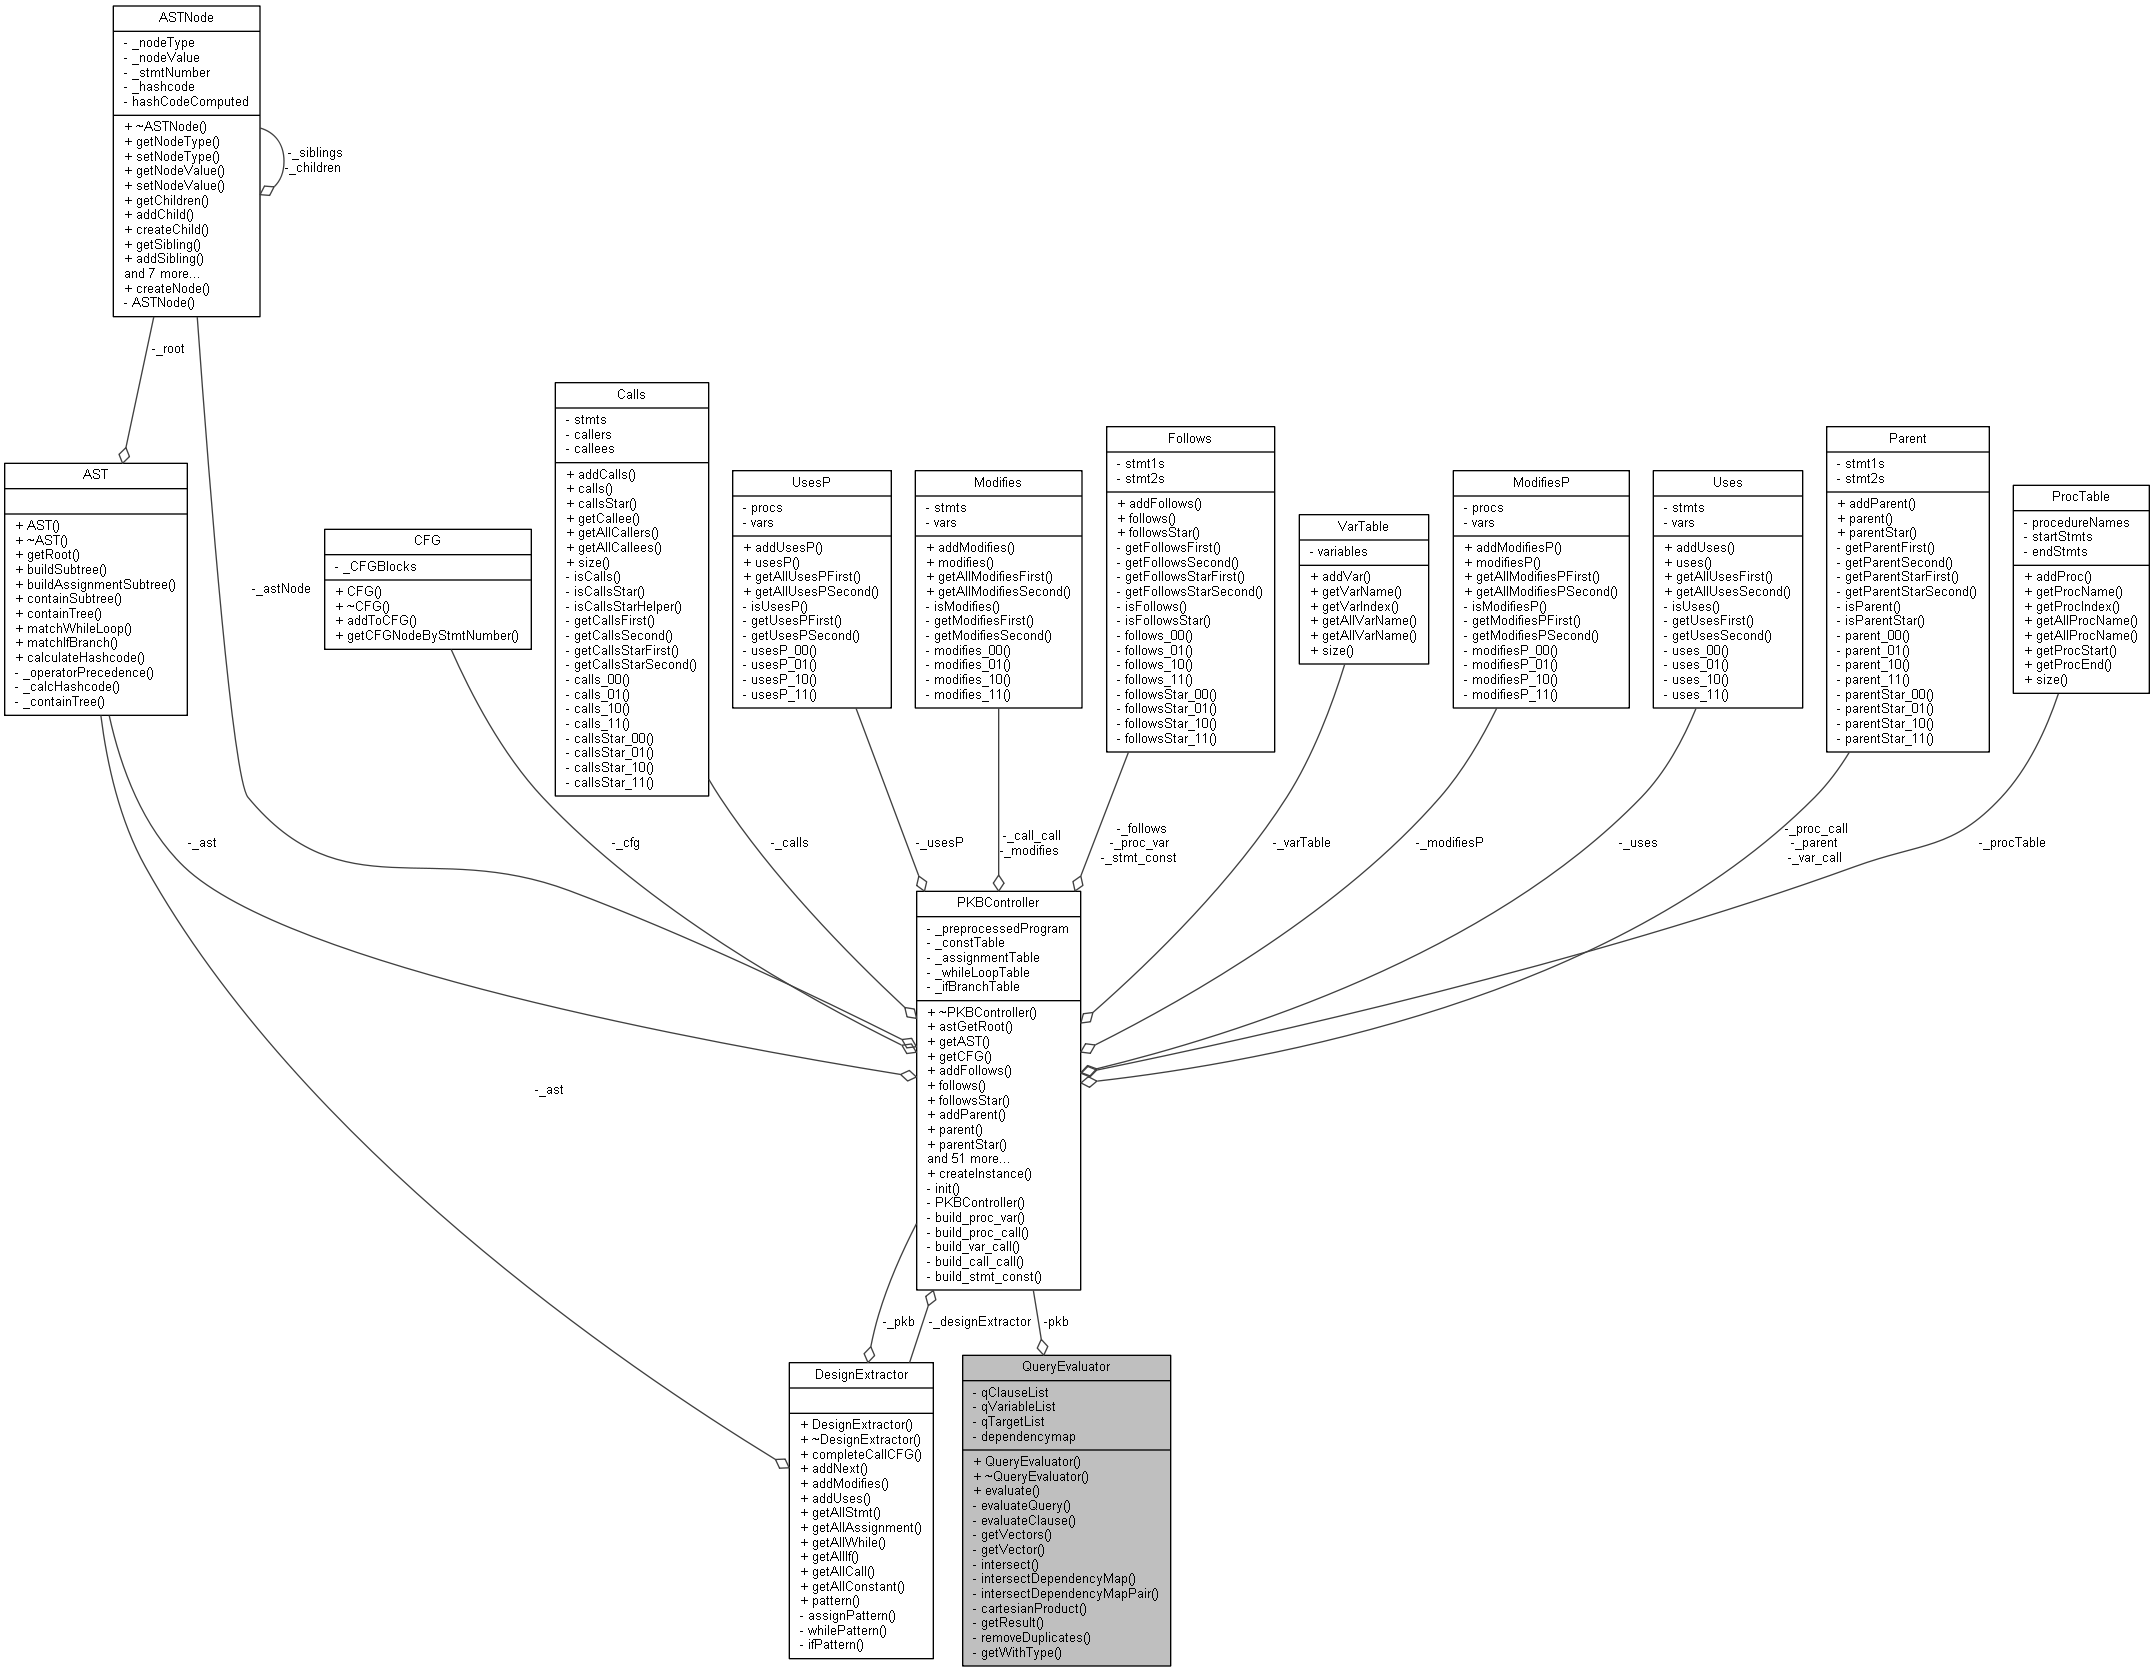 ASTNode
- _nodeType
- _nodeValue
- _stmtNumber
- _hashcode
- hashCodeComputed
+ ~ASTNode()
+ getNodeType()
+ setNodeType()
+ getNodeValue()
+ setNodeValue()
+ getChildren()
+ addChild()
+ createChild()
+ getSibling()
+ addSibling()
and 7 more...
+ createNode()
- ASTNode()
-_siblings
-_children
-_root
AST
+ AST()
+ ~AST()
+ getRoot()
+ buildSubtree()
+ buildAssignmentSubtree()
+ containSubtree()
+ containTree()
+ matchWhileLoop()
+ matchIfBranch()
+ calculateHashcode()
- _operatorPrecedence()
- _calcHashcode()
- _containTree()
-_astNode
CFG
- _CFGBlocks
+ CFG()
+ ~CFG()
+ addToCFG()
+ getCFGNodeByStmtNumber()
Calls
- stmts
- callers
- callees
+ addCalls()
+ calls()
+ callsStar()
+ getCallee()
+ getAllCallers()
+ getAllCallees()
+ size()
- isCalls()
- isCallsStar()
- isCallsStarHelper()
- getCallsFirst()
- getCallsSecond()
- getCallsStarFirst()
- getCallsStarSecond()
- calls_00()
- calls_01()
- calls_10()
- calls_11()
- callsStar_00()
- callsStar_01()
- callsStar_10()
- callsStar_11()
UsesP
- procs
- vars
+ addUsesP()
+ usesP()
+ getAllUsesPFirst()
+ getAllUsesPSecond()
- isUsesP()
- getUsesPFirst()
- getUsesPSecond()
- usesP_00()
- usesP_01()
- usesP_10()
- usesP_11()
Modifies
- stmts
- vars
+ addModifies()
+ modifies()
+ getAllModifiesFirst()
+ getAllModifiesSecond()
- isModifies()
- getModifiesFirst()
- getModifiesSecond()
- modifies_00()
- modifies_01()
- modifies_10()
- modifies_11()
Follows
- stmt1s
- stmt2s
+ addFollows()
+ follows()
+ followsStar()
- getFollowsFirst()
- getFollowsSecond()
- getFollowsStarFirst()
- getFollowsStarSecond()
- isFollows()
- isFollowsStar()
- follows_00()
- follows_01()
- follows_10()
- follows_11()
- followsStar_00()
- followsStar_01()
- followsStar_10()
- followsStar_11()
VarTable
- variables
+ addVar()
+ getVarName()
+ getVarIndex()
+ getAllVarName()
+ getAllVarName()
+ size()
ModifiesP
- procs
- vars
+ addModifiesP()
+ modifiesP()
+ getAllModifiesPFirst()
+ getAllModifiesPSecond()
- isModifiesP()
- getModifiesPFirst()
- getModifiesPSecond()
- modifiesP_00()
- modifiesP_01()
- modifiesP_10()
- modifiesP_11()
Uses
- stmts
- vars
+ addUses()
+ uses()
+ getAllUsesFirst()
+ getAllUsesSecond()
- isUses()
- getUsesFirst()
- getUsesSecond()
- uses_00()
- uses_01()
- uses_10()
- uses_11()
Parent
- stmt1s
- stmt2s
+ addParent()
+ parent()
+ parentStar()
- getParentFirst()
- getParentSecond()
- getParentStarFirst()
- getParentStarSecond()
- isParent()
- isParentStar()
- parent_00()
- parent_01()
- parent_10()
- parent_11()
- parentStar_00()
- parentStar_01()
- parentStar_10()
- parentStar_11()
ProcTable
- procedureNames
- startStmts
- endStmts
+ addProc()
+ getProcName()
+ getProcIndex()
+ getAllProcName()
+ getAllProcName()
+ getProcStart()
+ getProcEnd()
+ size()
-_ast
-_cfg
-_calls
-_usesP
-_call_call
-_modifies
-_follows
-_proc_var
-_stmt_const
-_varTable
-_modifiesP
-_uses
-_proc_call
-_parent
-_var_call
-_procTable
PKBController
- _preprocessedProgram
- _constTable
- _assignmentTable
- _whileLoopTable
- _ifBranchTable
+ ~PKBController()
+ astGetRoot()
+ getAST()
+ getCFG()
+ addFollows()
+ follows()
+ followsStar()
+ addParent()
+ parent()
+ parentStar()
and 51 more...
+ createInstance()
- init()
- PKBController()
- build_proc_var()
- build_proc_call()
- build_var_call()
- build_call_call()
- build_stmt_const()
-_ast
-_pkb
-_designExtractor
-pkb
DesignExtractor
+ DesignExtractor()
+ ~DesignExtractor()
+ completeCallCFG()
+ addNext()
+ addModifies()
+ addUses()
+ getAllStmt()
+ getAllAssignment()
+ getAllWhile()
+ getAllIf()
+ getAllCall()
+ getAllConstant()
+ pattern()
- assignPattern()
- whilePattern()
- ifPattern()
QueryEvaluator
- qClauseList
- qVariableList
- qTargetList
- dependencymap
+ QueryEvaluator()
+ ~QueryEvaluator()
+ evaluate()
- evaluateQuery()
- evaluateClause()
- getVectors()
- getVector()
- intersect()
- intersectDependencyMap()
- intersectDependencyMapPair()
- cartesianProduct()
- getResult()
- removeDuplicates()
- getWithType()